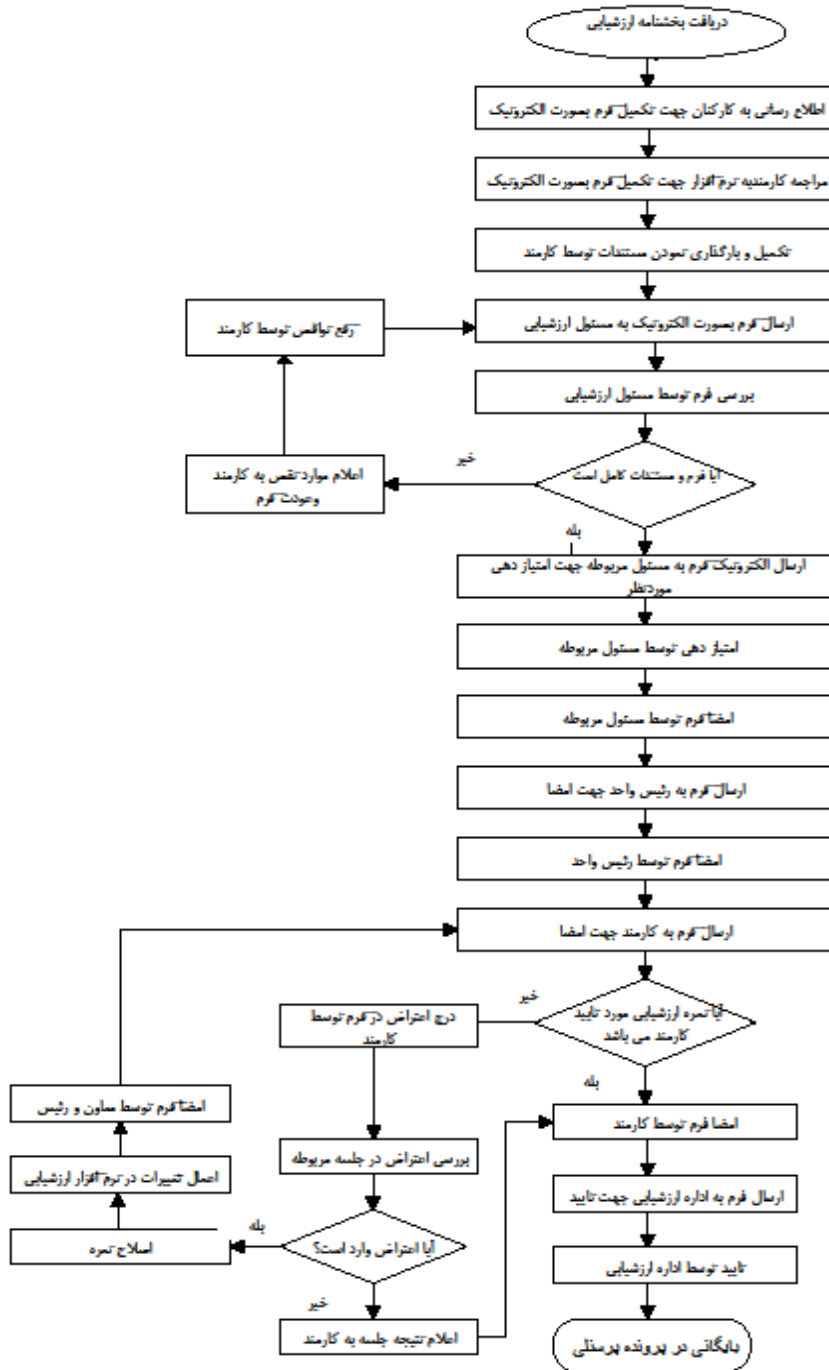 دریافت بخشنامه ارزشیابی
اطلاع رسانی به کارکنان جهت تکمیل فرم بصورت الکترونیک
مراجعه کارمندبه نرم افزار جهت تکمیل فرم بصورت الکترونیک
تکمیل و بارگذاری نمودن مستندات توسط کارمند
ارسال فرم بصورت الکترونیک به مسئول ارزشیابی
رفع نواقص توسط کارمند
بررسی فرم توسط مسئول ارزشیابی
آیا فرم و مستندات کامل است
خیر
اعلام موارد نقص به کارمند
وعودت فرم
بله
ارسال الکترونیک فرم به مسئول مربوطه جهت امتیاز دهی
موردنظر
امتیاز دهی توسط مسئول مربوطه
امضا فرم توسط مسئول مربوطه
ارسال فرم به رئیس واحد جهت امضا
امضا فرم توسط رئیس واحد
ارسال فرم به کارمند جهت امضا
آیا نمره ارزشیابی مورد تایید
کارمند می باشد
خیر
درج اعتراض در فرم توسط
کارمند
بله
امضا فرم توسط کارمند
امضا فرم توسط معاون و رئیس
بررسی اعتراض در جلسه مربوطه
اعمال تغییرات در نرم افزار ارزشیابی
ارسال فرم به اداره ارزشیابی جهت تایید
آیا اعتراض وارد است؟
بله
اصلاح نمره
تایید توسط اداره ارزشیابی
خیر
اعلام نتیجه جلسه به کارمند
بایگانی در پرونده پرسنلی